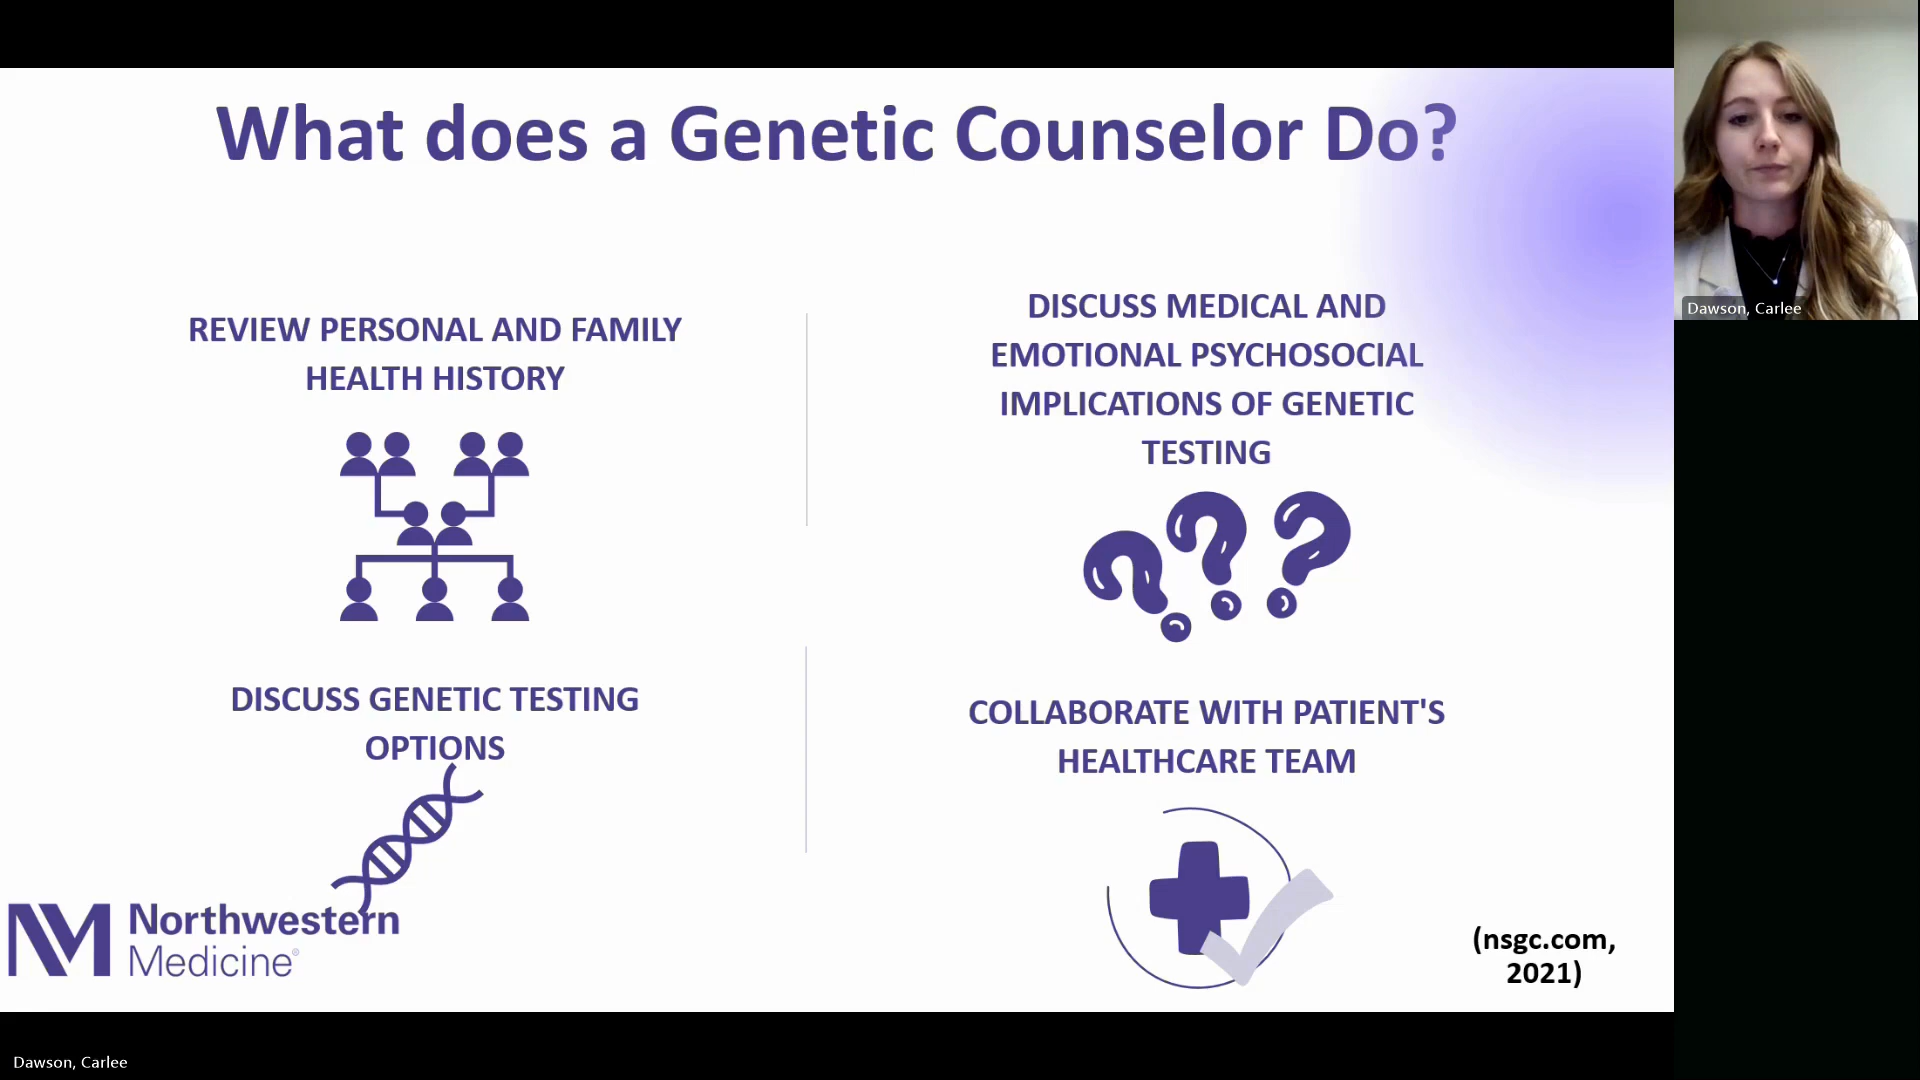 What does a Genetic Counselor Do?
REVIEW PERSONAL AND FAMILY
HEALTH HISTORY
DISCUSS MEDICAL AND
EMOTIONAL PSYCHOSOCIAL
IMPLICATIONS OF GENETIC
TESTING
DISCUSS GENETIC TESTING
OPTIONS
COLLABORATE WITH PATIENT'S
HEALTHCARE TEAM
NM Northwestern
Medicine®
(nsgc.com,
2021)
Dawson, Carlee
Dawson, Carlee